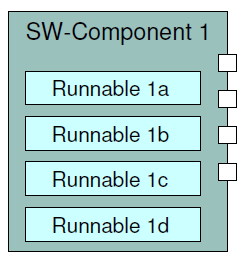 SW-Component 1
Runnable 1a
Runnable 1b
Runnable 1c
Runnable 1d